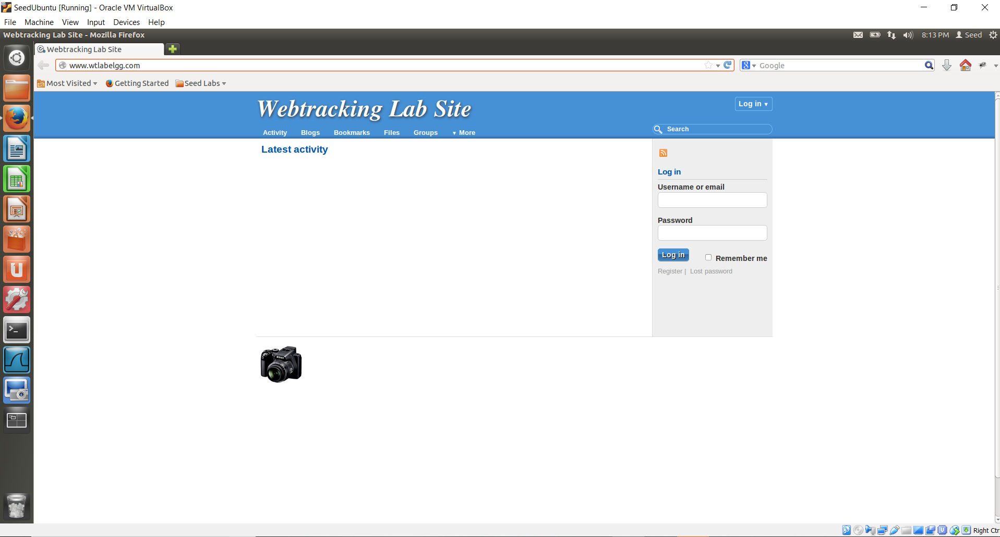 SeedUbuntu [Running] - Oracle VM VirtualBox
File Machine View Input Devices Help
Webtracking Lab Site - Mozilla Firefox 8:13 PM Seed
Webtracking Lab Site
www.wtlabelgg.com Google
Most Visited Getting Started Seed Labs
Webtracking Lab Site Log in
Activity Blogs Bookmarks Files Groups More Search
Latest activity
Log in
Username or email
Password
Log in Remember me
Register | Lost password
Nikon
Right Ctr